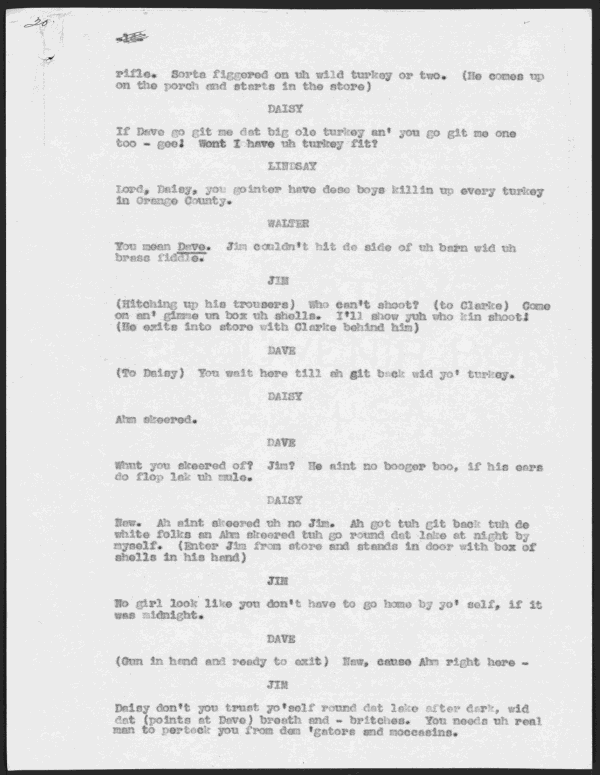 20.
rifle. Sorta figgered on uh wild turkey or two. (He comes up
on the porch and starts in the store)
DAISY
If Dave go git me dat big ole turkey an' you go git me one
too - gee! Wont I have uh turkey fit?
LINDSAY
Lord, Daisy, you gointer have dese boys killin up every turkey
in Orange County.
WALTER
You mean Dave. Jim couldn't hit de side of uh barn wid uh
brass fiddle.
JIM
(Hitching up his trousers) Who can't shoot? (to Clarke) Come
on an' gimme un box uh shells. I'll show yuh who kin shoot!
(He exits into store with Clarke behind him)
DAVE
(To Daisy) You wait here till ah git back wid yo' turkey.
DAISY
Ahm skeered.
DAVE
What you skeered of? Jim? He aint no booger boo, if his ears
do flop lak uh mule.
DAISY
Naw. Ah aint skeered uh no Jim. Ah got tuh git back tuh de
white folks an Ahm skeered tuh go round dat lake at night by
myself. (Enter Jim from store and stands in door with box of
shells in his hand)
JIM
No girl look like you don't have to go home by yo' self, if it
was midnight.
DAVE
(Gun in hand and ready to exit) Naw, cause Ahm right here -
JIM
Daisy don't you trust yo'self round dat lake after dark, wid
dat (points at Dave) breath and - britches. You needs uh real
man to perteck you from dem 'gators and moccasins.